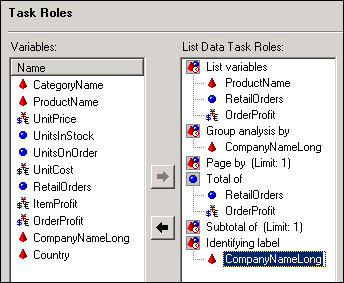 Task Roles
Variables:
Name
CategoryName
ProductName
UnitPrice
UnitsInStock
UnitsOnOrder
UnitCost
RetailOrders
ItemProfit
OrderProfit
CompanyNameLong
Country
List Data Task Roles:
List variables
ProductName
RetailOrders
OrderProfit
Group analysis by
CompanyNameLong
Page by (Limit: 1)
Total of
RetailOrders
OrderProfit
Subtotal of (Limit: 1)
Identifying label
CompanyNameLong